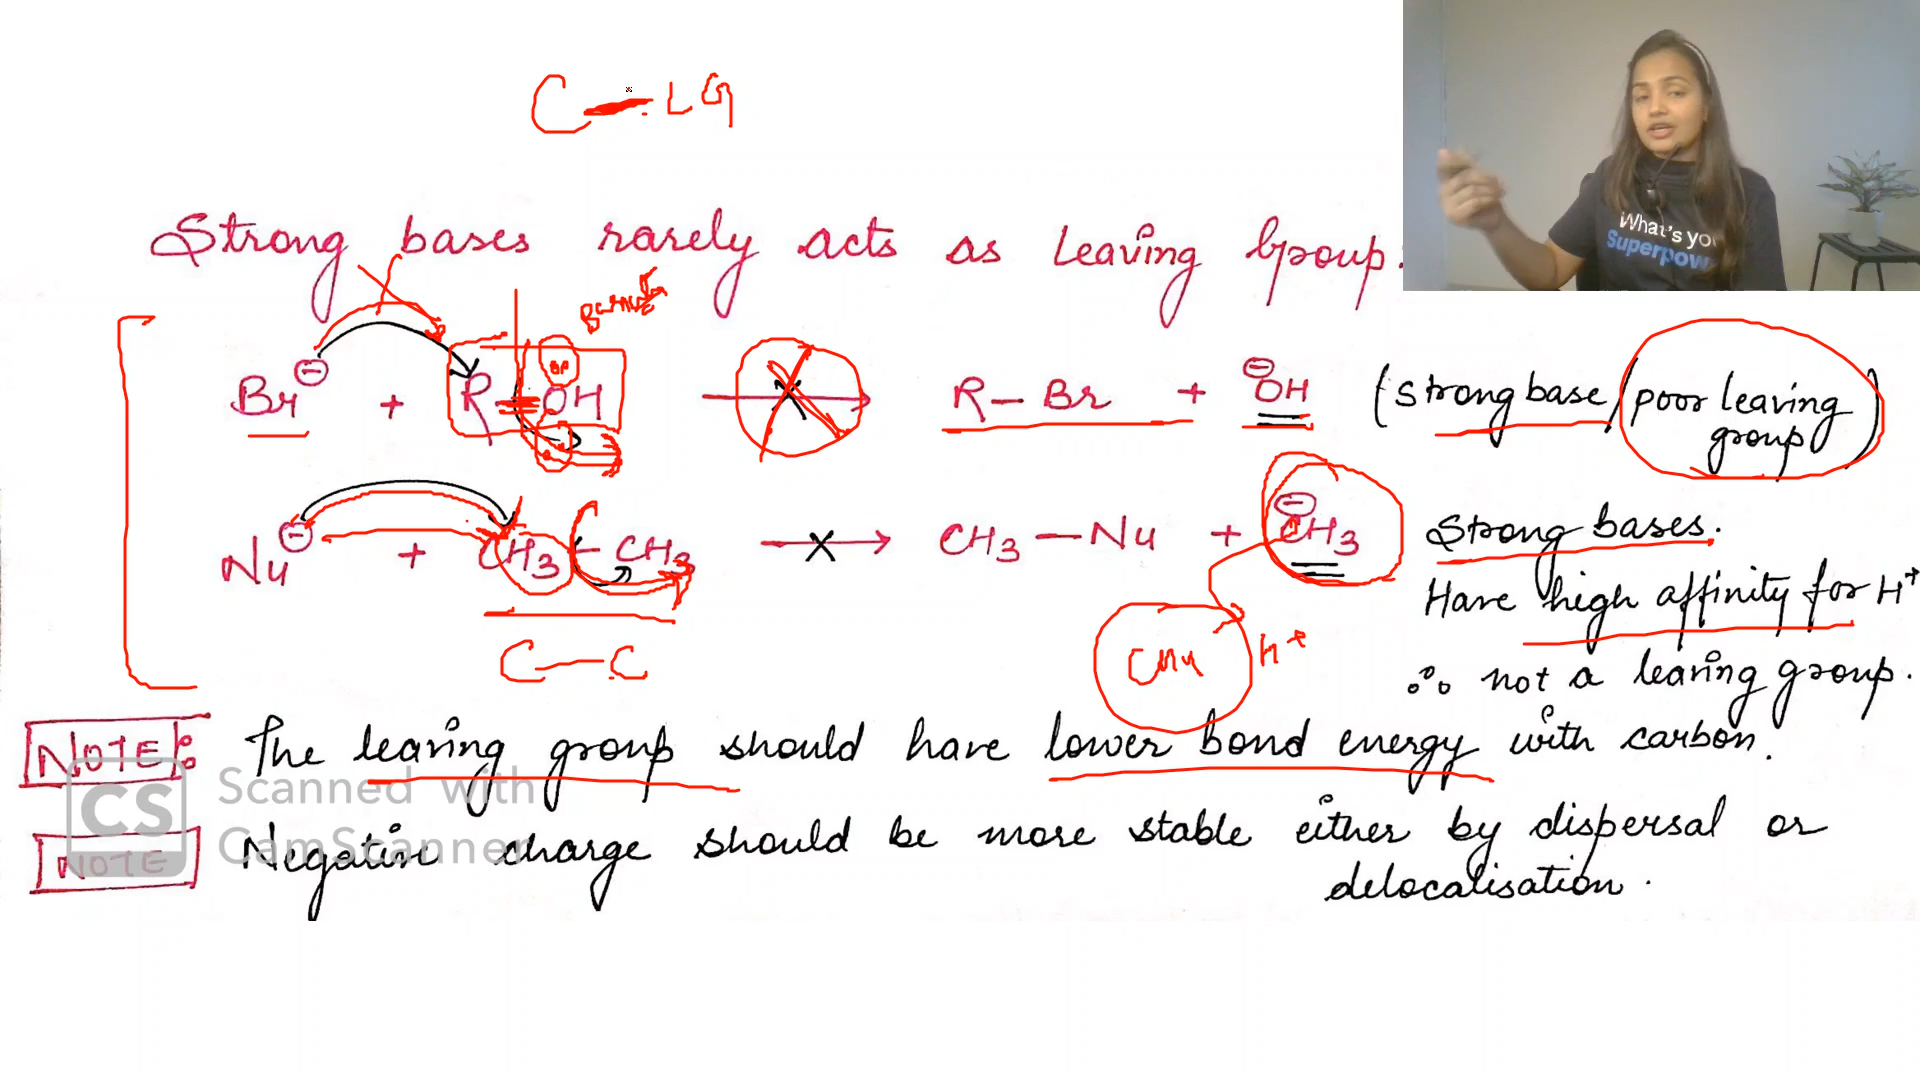 C — LG
Strong bases rarely acts as leaving Group.
What's yo
Superpow
Br⊖ + R – OH ⟶ R – Br + ⊖OH (strong base / poor leaving group)
Nu⊖ + CH3 – CH3 ⟶ CH3 – Nu + ⊖CH3 Strong bases.
Have high affinity for H+
C — C
CH4 H+
∴ not a leaving group.
NOTE: The leaving group should have lower bond energy with carbon.
Scanned with
CS CamScanner
NOTE Negative charge should be more stable either by dispersal or
delocalisation.